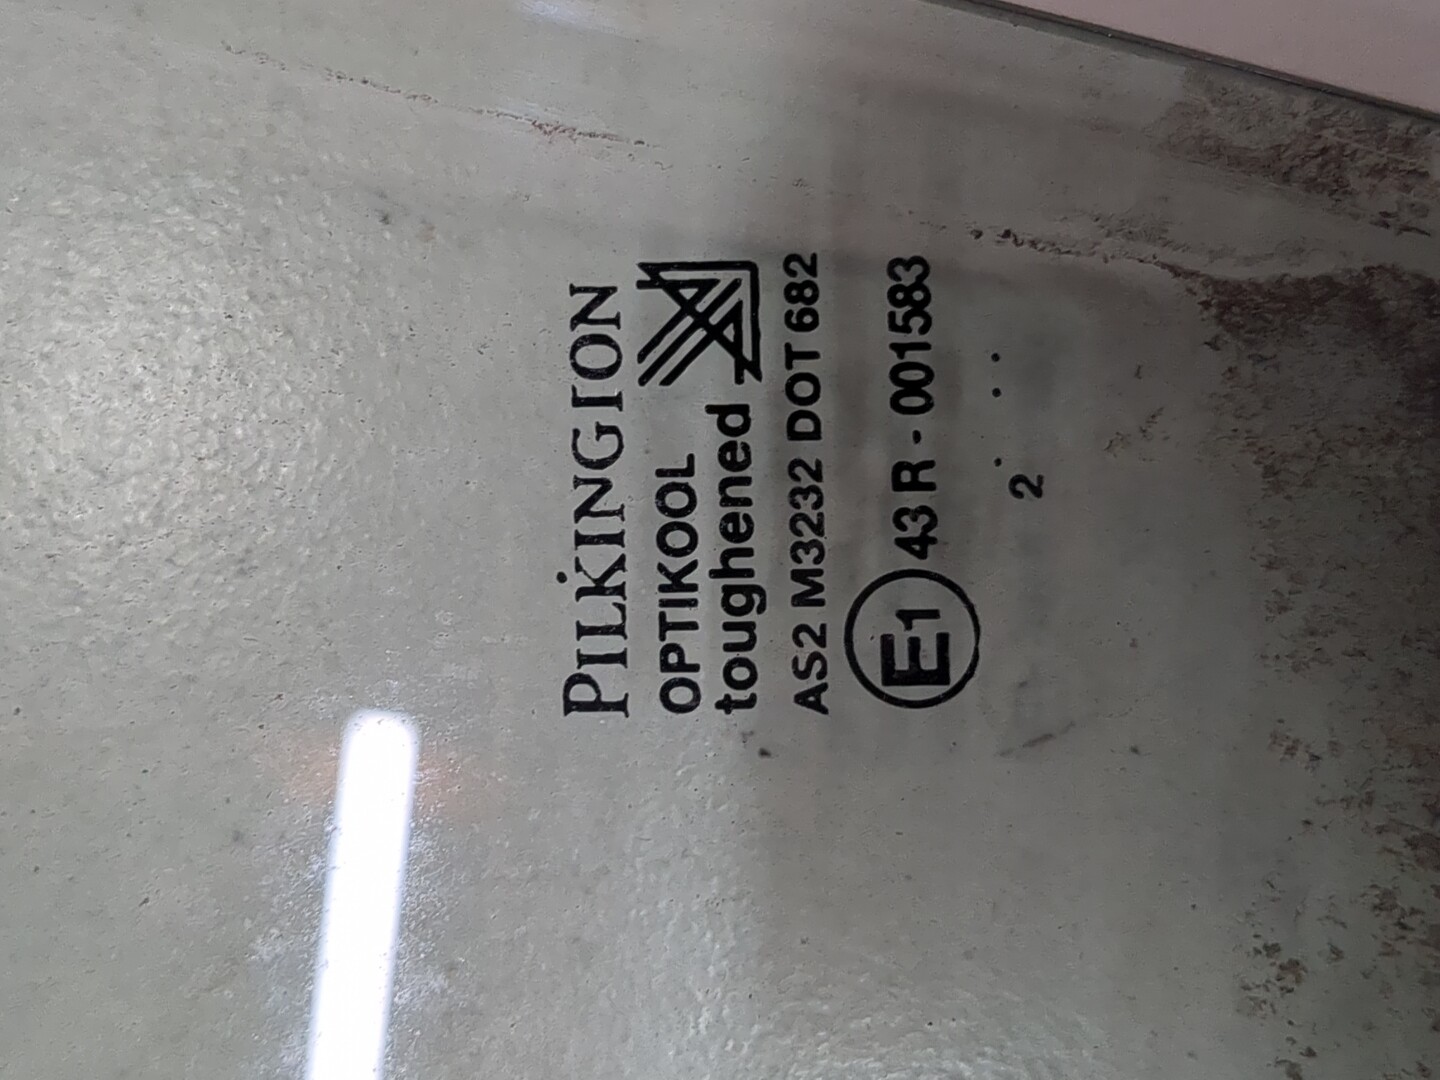 PILKINGTON
OPTIKOOL
toughened
AS2 M3232 DOT 682
E1 43 R - 001583
. . .
2